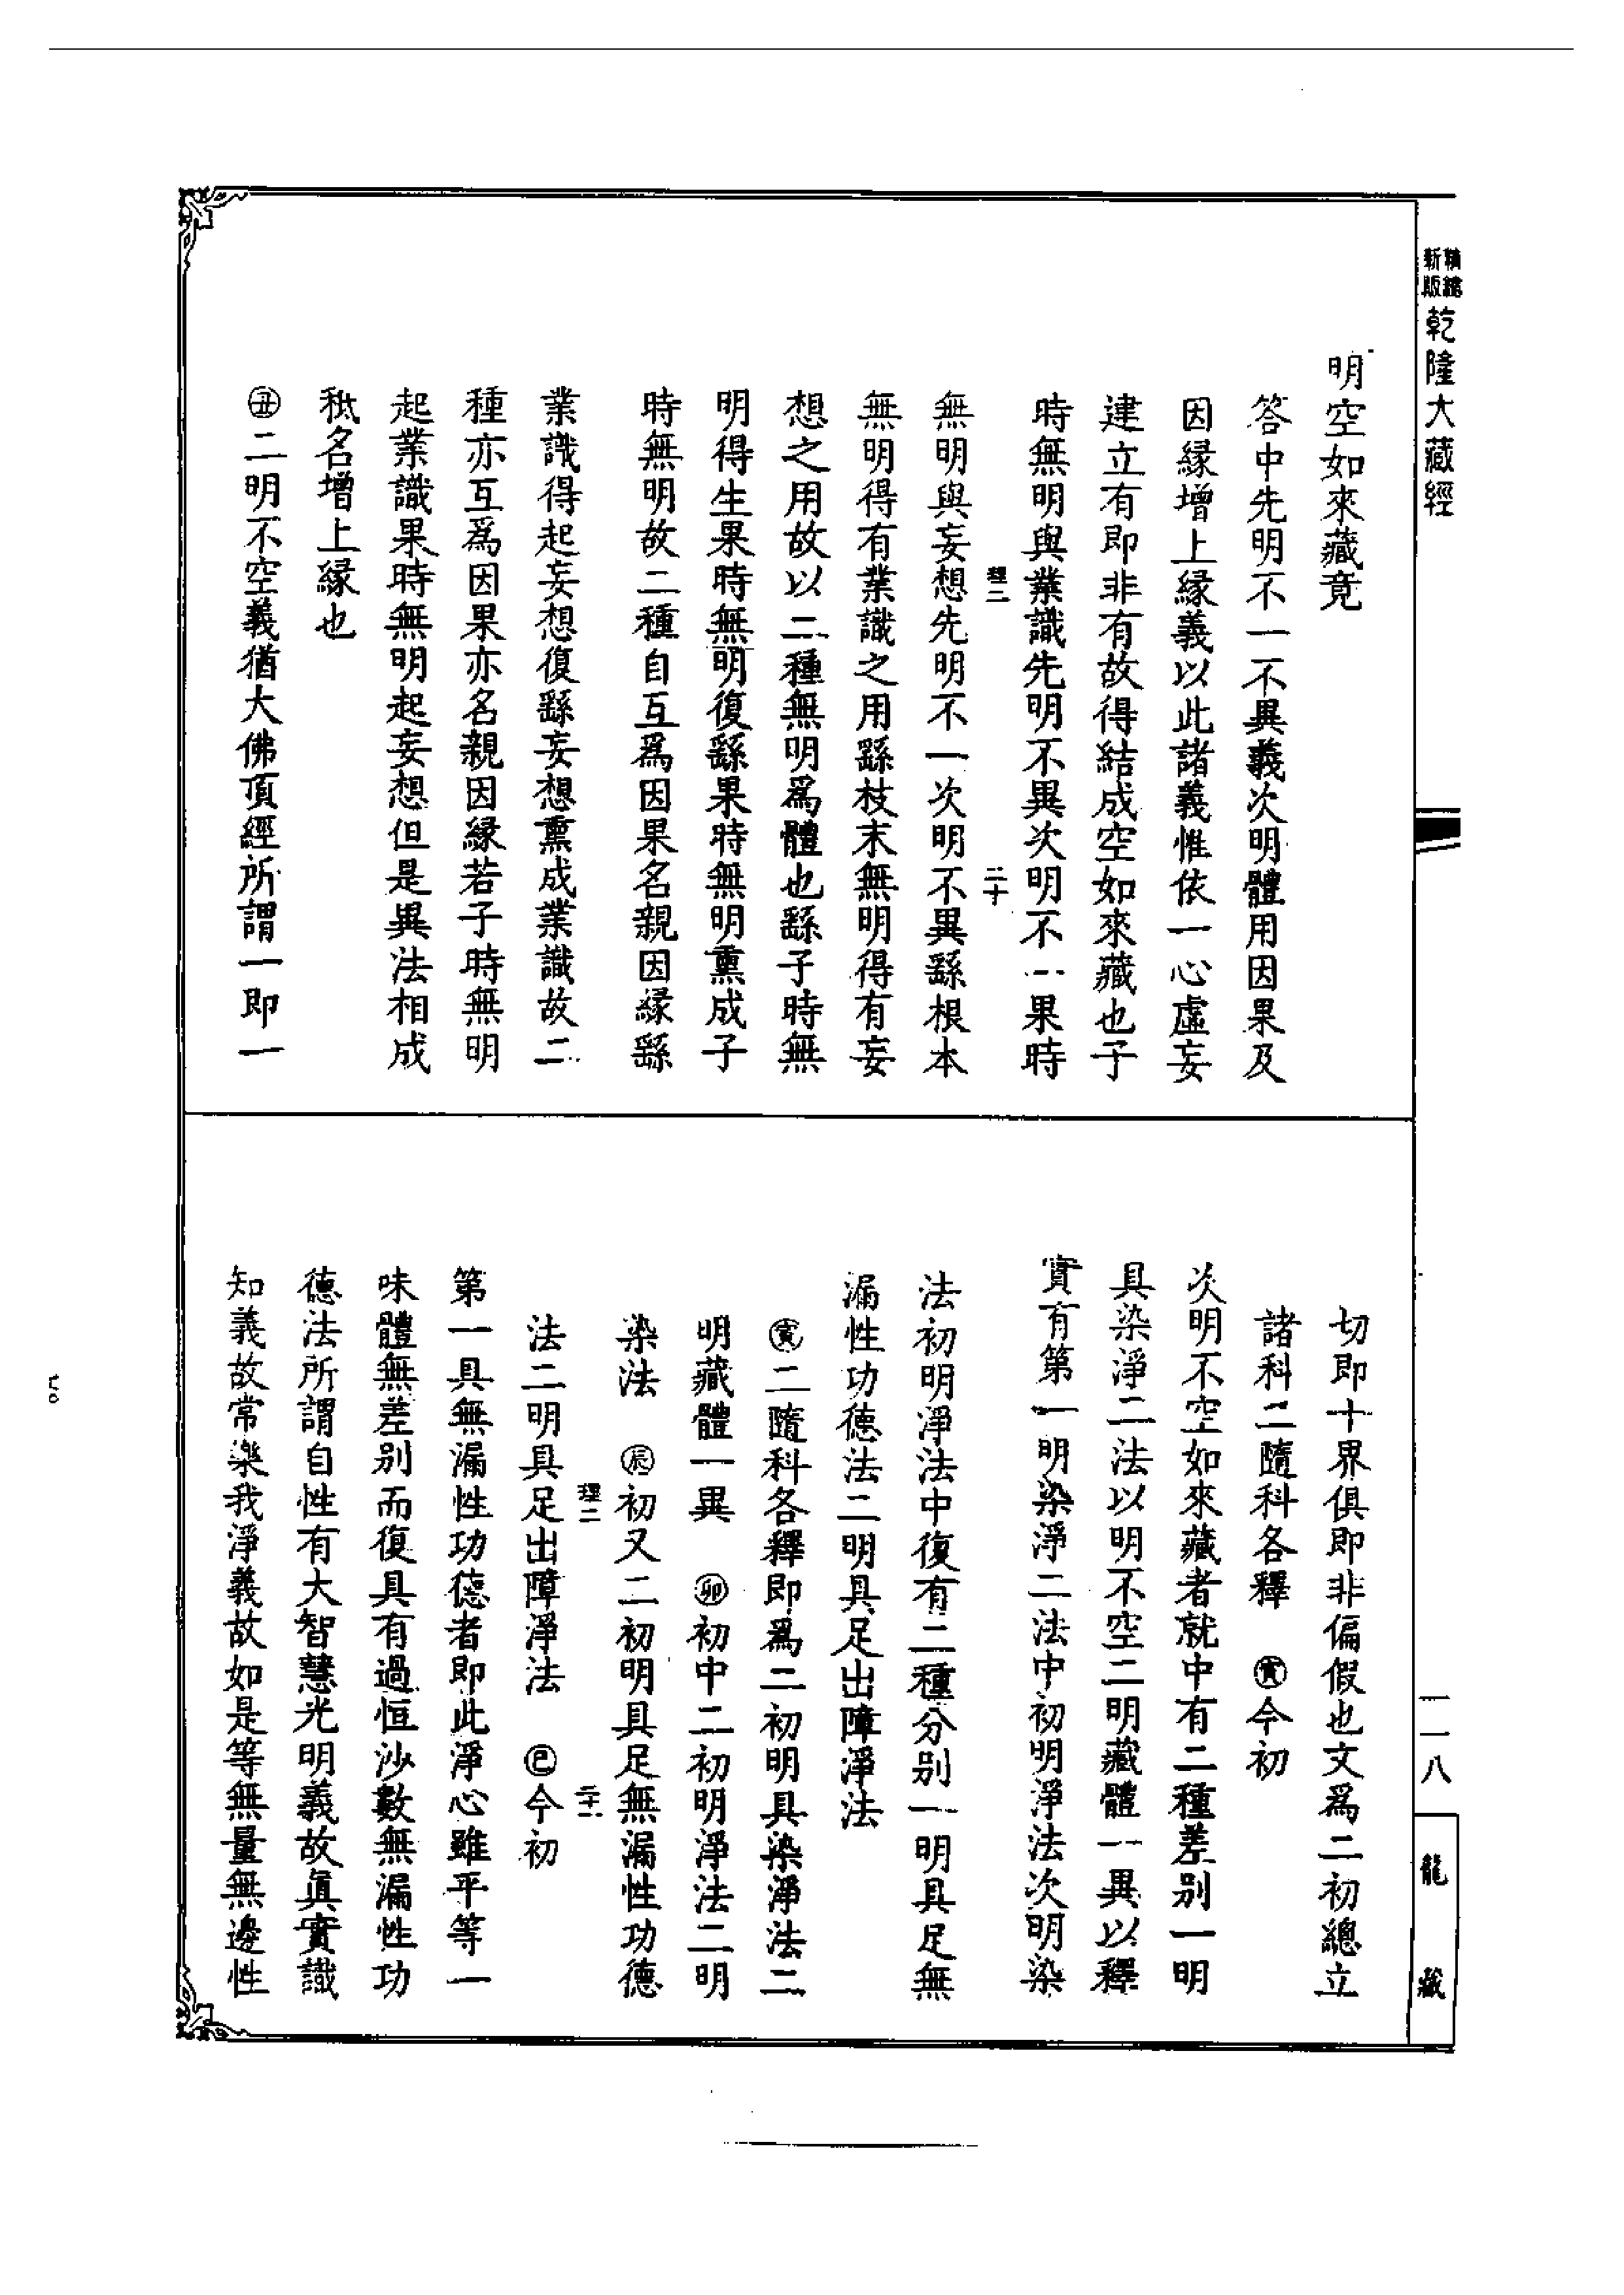 精縮
新版
乾隆大藏經
明空如來藏竟
答中先明不一不異義次明體用因果及
因緣增上緣義以此諸義惟依一心虛妄
建立有即非有故得結成空如來藏也子
時無明與業識先明不異次明不一果時
理二
二十
無明與妄想先明不一次明不異繇根本
無明得有業識之用繇枝末無明得有妄
想之用故以二種無明爲體也繇子時無
明得生果時無明復繇果時無明熏成子
時無明故二種自互爲因果名親因緣繇
業識得起妄想復繇妄想熏成業識故二
種亦互爲因果亦名親因緣若子時無明
起業識果時無明起妄想但是異法相成
秪名增上緣也
㊀二明不空義猶大佛頂經所謂一即一
切即十界俱即非偏假也文爲二初總立
諸科二隨科各釋　寅今初
次明不空如來藏者就中有二種差別一明
具染淨二法以明不空二明藏體一異以釋
實有第一明染淨二法中初明淨法次明染
法初明淨法中復有二種分別一明具足無
漏性功德法二明具足出障淨法
寅二隨科各釋即爲二初明具染淨法二
明藏體一異　卯初中二初明淨法二明
染法　辰初又二初明具足無漏性功德
理二
二十一
法二明具足出障淨法　巳今初
第一具無漏性功德者即此淨心雖平等一
味體無差別而復具有過恒沙數無漏性功
德法所謂自性有大智慧光明義故眞實識
知義故常樂我淨義故如是等無量無邊性
一一八
龍藏